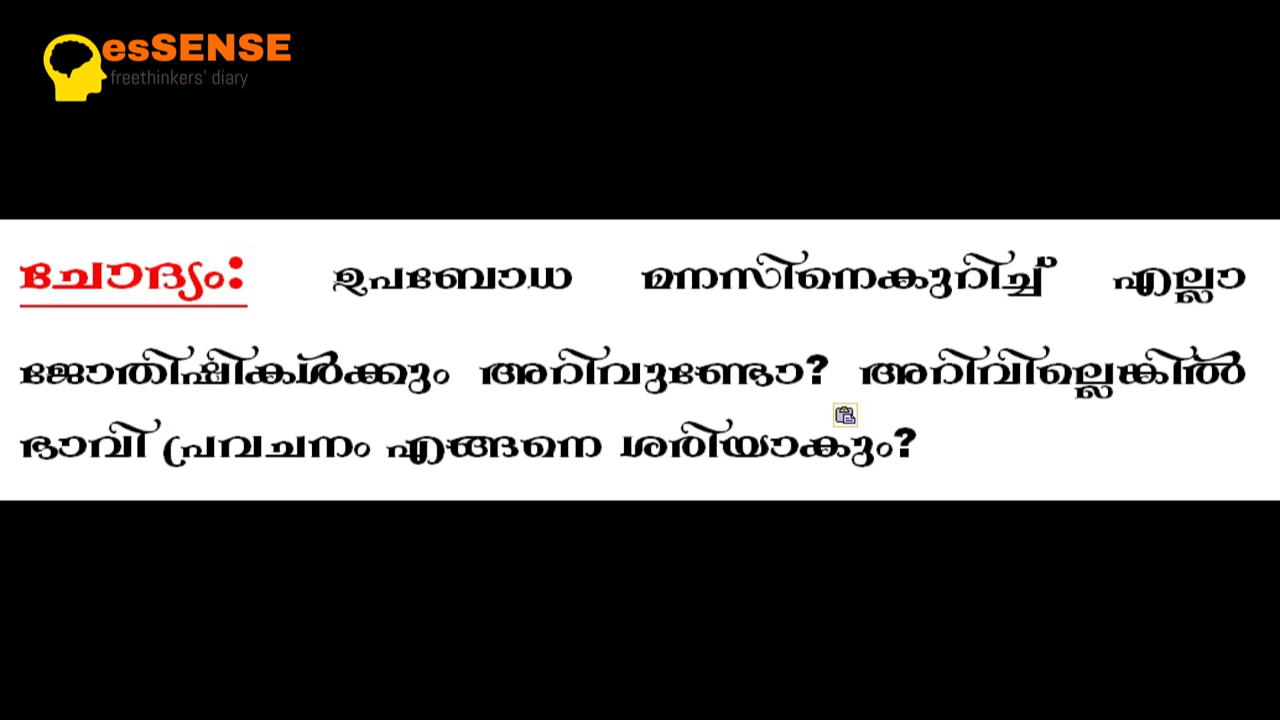 esSENSE
freethinkers' diary
ചോദ്യം: ഉപബോധ മനസിനെകുറിച്ച് എല്ലാ
ജോതിഷികൾക്കും അറിവുണ്ടോ? അറിവില്ലെങ്കിൽ
ഭാവി പ്രവചനം എങ്ങനെ ശരിയാകും?